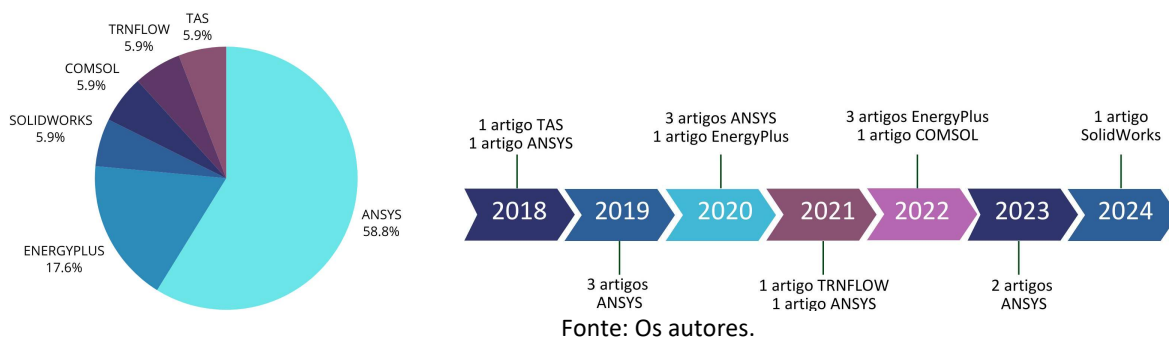 TAS
5.9%
TRNFLOW
5.9%
COMSOL
5.9%
SOLIDWORKS
5.9%
ENERGYPLUS
17.6%
ANSYS
58.8%
1 artigo TAS
1 artigo ANSYS
3 artigos ANSYS
1 artigo EnergyPlus
3 artigos EnergyPlus
1 artigo COMSOL
1 artigo
SolidWorks
2018 2019 2020 2021 2022 2023 2024
3 artigos
ANSYS
1 artigo TRNFLOW
1 artigo ANSYS
2 artigos
ANSYS
Fonte: Os autores.